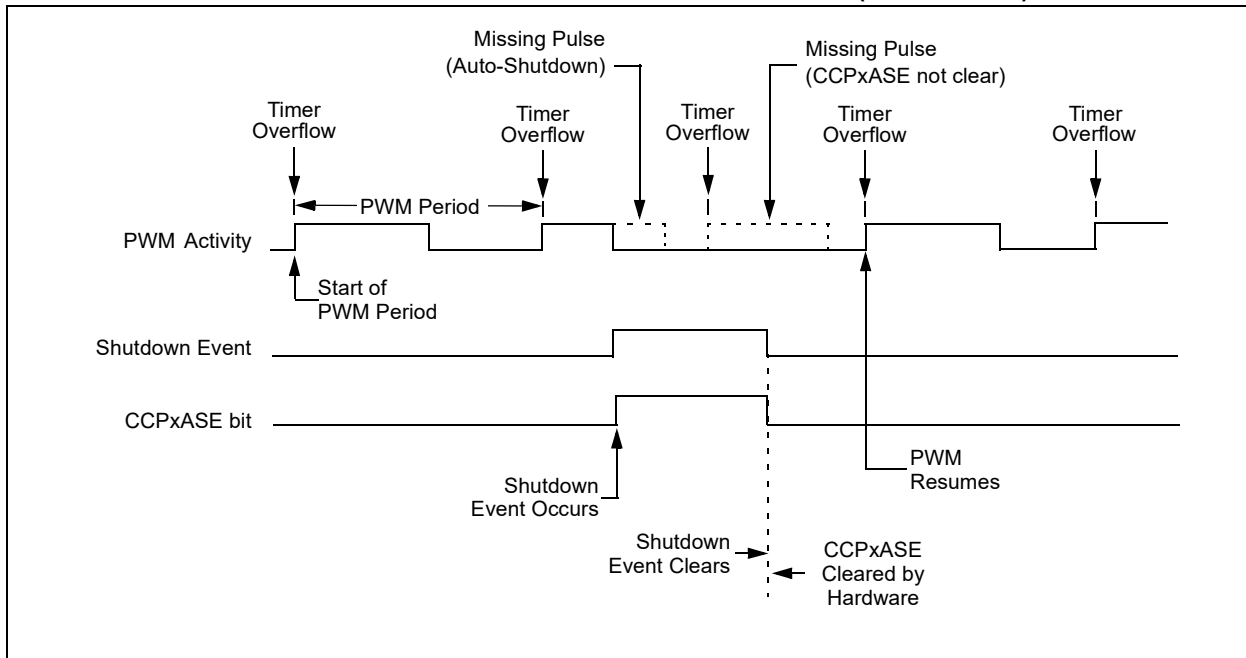 Missing Pulse
(Auto-Shutdown)
Missing Pulse
(CCPxASE not clear)
Timer
Overflow
Timer
Overflow
Timer
Overflow
Timer
Overflow
Timer
Overflow
PWM Period
PWM Activity
Start of
PWM Period
Shutdown Event
CCPxASE bit
Shutdown
Event Occurs
PWM
Resumes
Shutdown
Event Clears
CCPxASE
Cleared by
Hardware